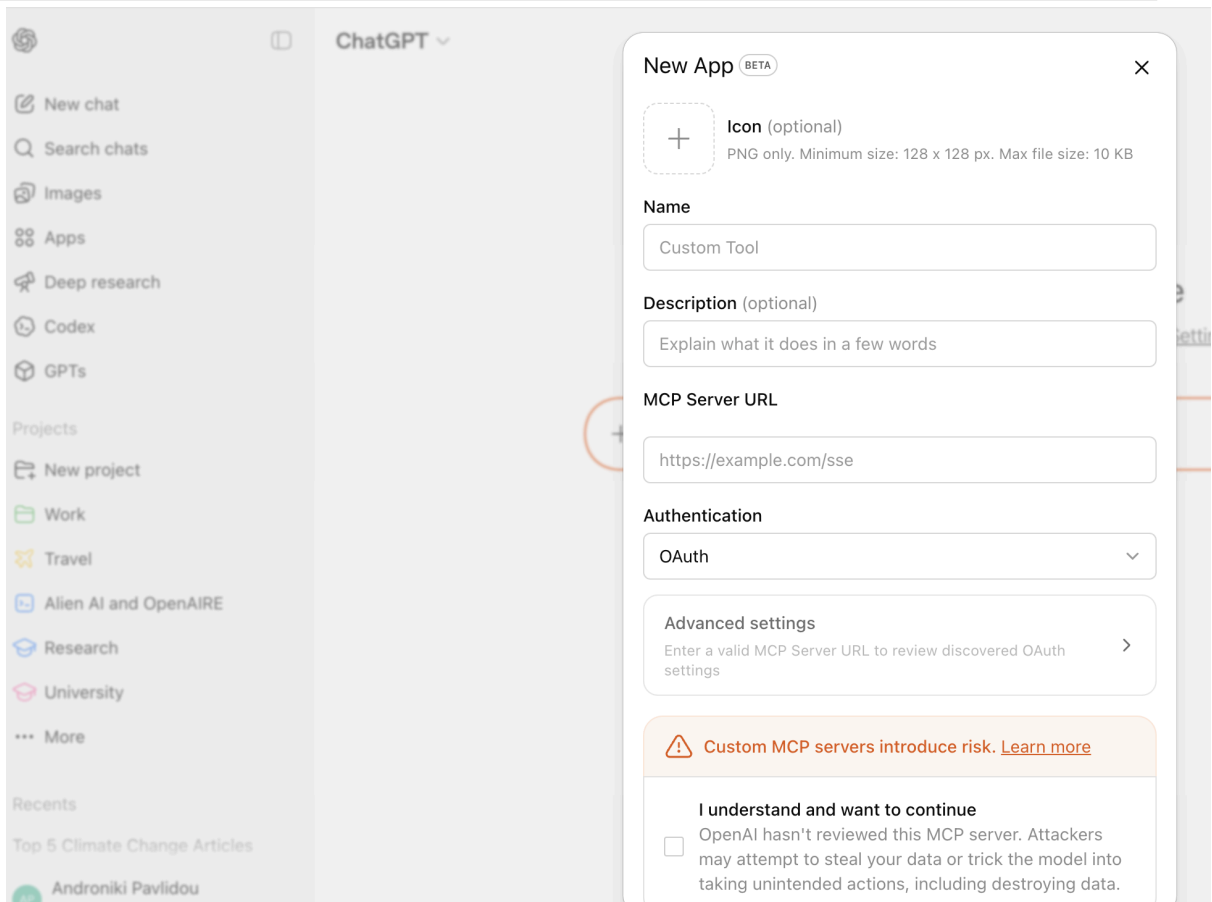 ChatGPT
New chat
Search chats
Images
Apps
Deep research
Codex
GPTs
Projects
New project
Work
Travel
Alien AI and OpenAIRE
Research
University
More
Recents
Top 5 Climate Change Articles
Androniki Pavlidou
New App BETA
Icon (optional)
PNG only. Minimum size: 128 x 128 px. Max file size: 10 KB
Name
Custom Tool
Description (optional)
Explain what it does in a few words
MCP Server URL
https://example.com/sse
Authentication
OAuth
Advanced settings
Enter a valid MCP Server URL to review discovered OAuth
settings
Custom MCP servers introduce risk. Learn more
I understand and want to continue
OpenAI hasn't reviewed this MCP server. Attackers
may attempt to steal your data or trick the model into
taking unintended actions, including destroying data.